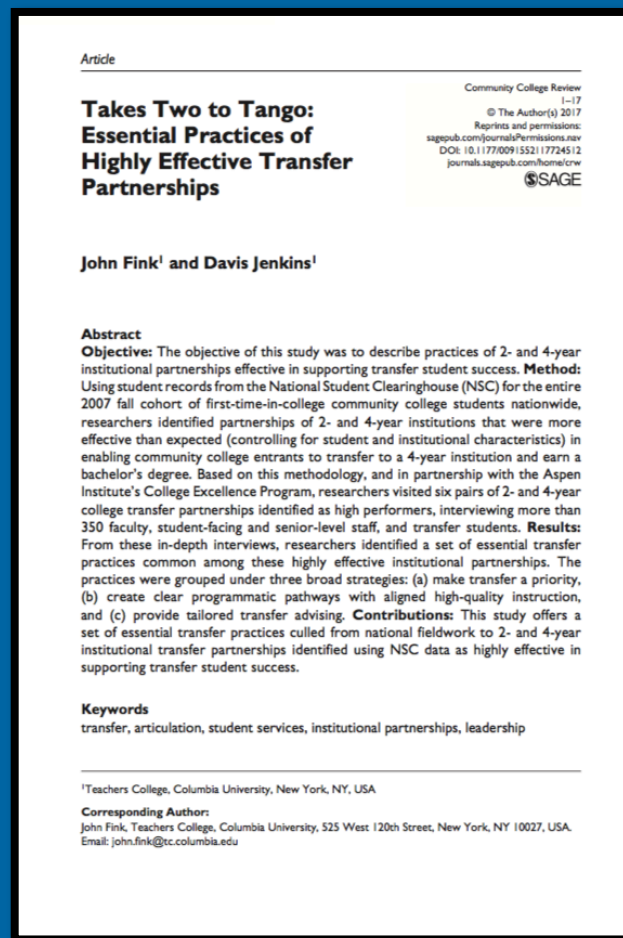 Article
Community College Review
1–17
© The Author(s) 2017
Reprints and permissions:
sagepub.com/journalsPermissions.nav
DOI: 10.1177/0091552117724512
journals.sagepub.com/home/crw
SAGE
Takes Two to Tango:
Essential Practices of
Highly Effective Transfer
Partnerships
John Fink¹ and Davis Jenkins¹
Abstract
Objective: The objective of this study was to describe practices of 2- and 4-year
institutional partnerships effective in supporting transfer student success. Method:
Using student records from the National Student Clearinghouse (NSC) for the entire
2007 fall cohort of first-time-in-college community college students nationwide,
researchers identified partnerships of 2- and 4-year institutions that were more
effective than expected (controlling for student and institutional characteristics) in
enabling community college entrants to transfer to a 4-year institution and earn a
bachelor's degree. Based on this methodology, and in partnership with the Aspen
Institute's College Excellence Program, researchers visited six pairs of 2- and 4-year
college transfer partnerships identified as high performers, interviewing more than
350 faculty, student-facing and senior-level staff, and transfer students. Results:
From these in-depth interviews, researchers identified a set of essential transfer
practices common among these highly effective institutional partnerships. The
practices were grouped under three broad strategies: (a) make transfer a priority,
(b) create clear programmatic pathways with aligned high-quality instruction,
and (c) provide tailored transfer advising. Contributions: This study offers a
set of essential transfer practices culled from national fieldwork to 2- and 4-year
institutional transfer partnerships identified using NSC data as highly effective in
supporting transfer student success.
Keywords
transfer, articulation, student services, institutional partnerships, leadership
¹Teachers College, Columbia University, New York, NY, USA
Corresponding Author:
John Fink, Teachers College, Columbia University, 525 West 120th Street, New York, NY 10027, USA.
Email: john.fink@tc.columbia.edu